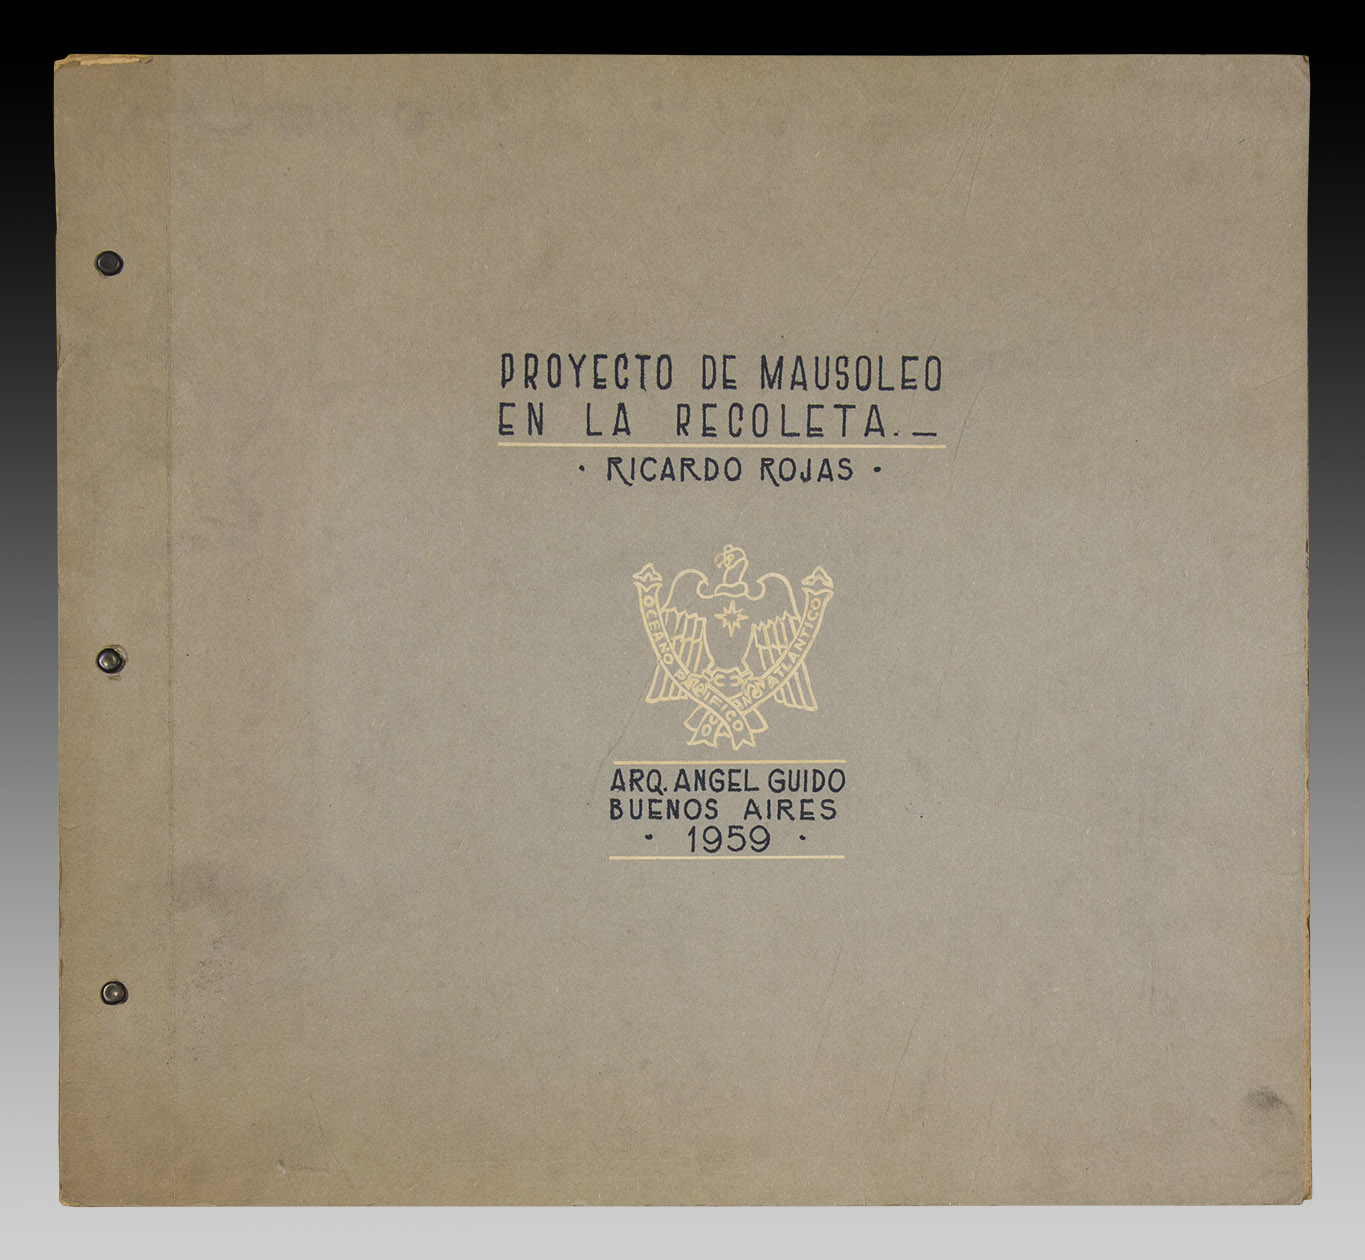 PROYECTO DE MAUSOLEO
EN LA RECOLETA._
· RICARDO ROJAS ·
OCEANO PACIFICO
OCEANO ATLANTICO
ARQ. ANGEL GUIDO
BUENOS AIRES
· 1959 ·